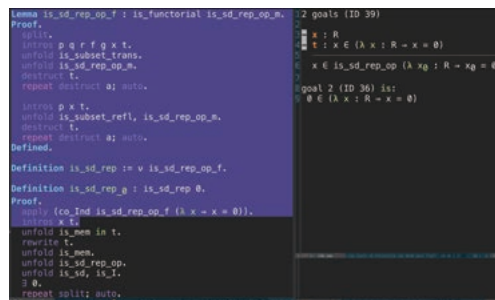 Lemma is_sd_rep_op_f : is_functorial is_sd_rep_op_m.
Proof.
split.
intros p q r f g x t.
unfold is_subset_trans.
unfold is_sd_rep_op_m.
destruct t.
repeat destruct a; auto.
intros p x t.
unfold is_subset_refl, is_sd_rep_op_m.
destruct t.
repeat destruct a; auto.
Defined.
Definition is_sd_rep := ν is_sd_rep_op_f.
Definition is_sd_rep_0 : is_sd_rep 0.
Proof.
apply (co_Ind is_sd_rep_op_f (λ x → x = 0)).
intros x t.
unfold is_mem in t.
rewrite t.
unfold is_mem.
unfold is_sd_rep_op.
unfold is_sd, is_I.
∃ 0.
repeat split; auto.
2 goals (ID 39)
x : R
t : x ∈ (λ x : R → x = 0)
x ∈ is_sd_rep_op (λ x₀ : R → x₀ = 0
goal 2 (ID 36) is:
0 ∈ (λ x : R → x = 0)